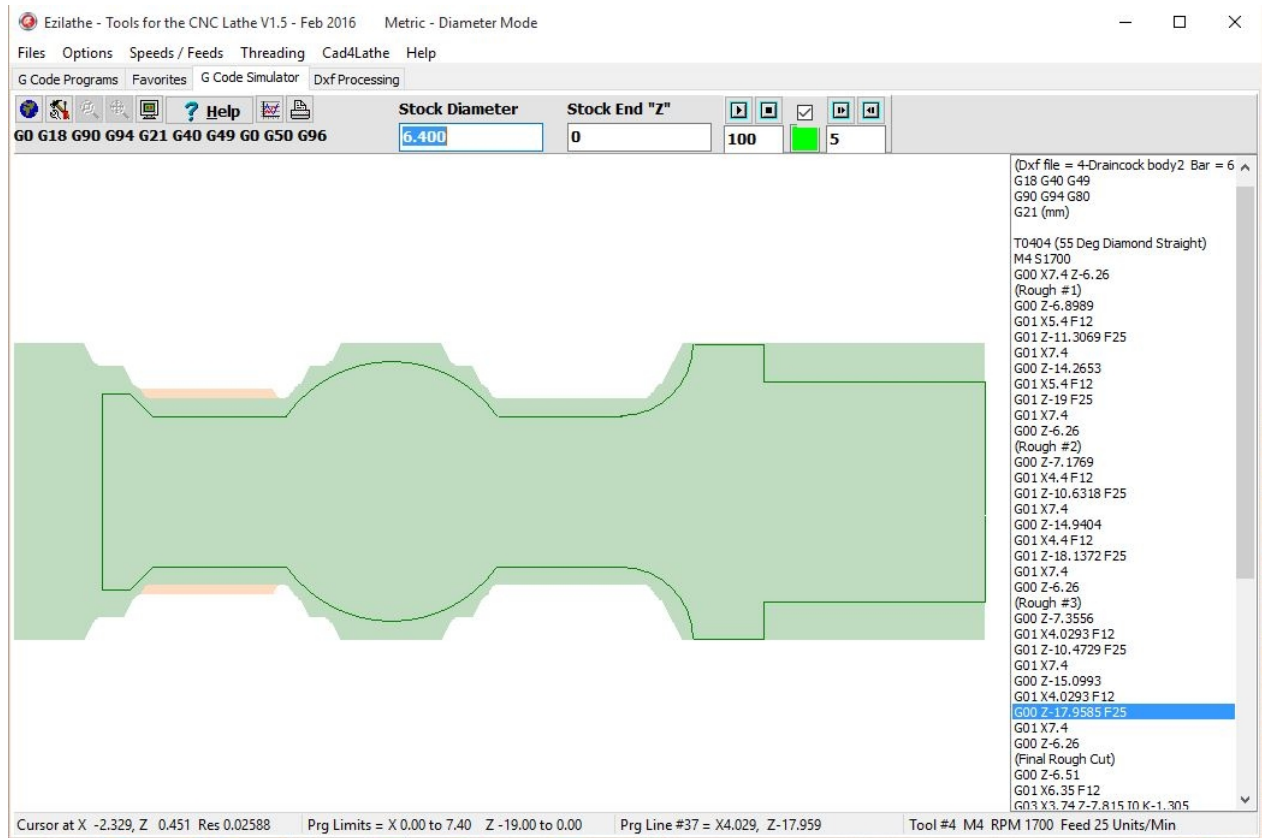 Ezilathe - Tools for the CNC Lathe V1.5 - Feb 2016 Metric - Diameter Mode
Files Options Speeds / Feeds Threading Cad4Lathe Help
G Code Programs Favorites G Code Simulator Dxf Processing
? Help Stock Diameter Stock End "Z"
G0 G18 G90 G94 G21 G40 G49 G0 G50 G96 6.400 0 100 5
(Dxf file = 4-Draincock body2 Bar = 6
G18 G40 G49
G90 G94 G80
G21 (mm)
T0404 (55 Deg Diamond Straight)
M4 S1700
G00 X7.4 Z-6.26
(Rough #1)
G00 Z-6.8989
G01 X5.4 F12
G01 Z-11.3069 F25
G01 X7.4
G00 Z-14.2653
G01 X5.4 F12
G01 Z-19 F25
G01 X7.4
G00 Z-6.26
(Rough #2)
G00 Z-7.1769
G01 X4.4 F12
G01 Z-10.6318 F25
G01 X7.4
G00 Z-14.9404
G01 X4.4 F12
G01 Z-18.1372 F25
G01 X7.4
G00 Z-6.26
(Rough #3)
G00 Z-7.3556
G01 X4.0293 F12
G01 Z-10.4729 F25
G01 X7.4
G00 Z-15.0993
G01 X4.0293 F12
G00 Z-17.9585 F25
G01 X7.4
G00 Z-6.26
(Final Rough Cut)
G00 Z-6.51
G01 X6.35 F12
G03 X3.74 Z-7.815 I0 K-1.305
Cursor at X -2.329, Z 0.451 Res 0.02588 Prg Limits = X 0.00 to 7.40 Z -19.00 to 0.00 Prg Line #37 = X4.029, Z-17.959 Tool #4 M4 RPM 1700 Feed 25 Units/Min